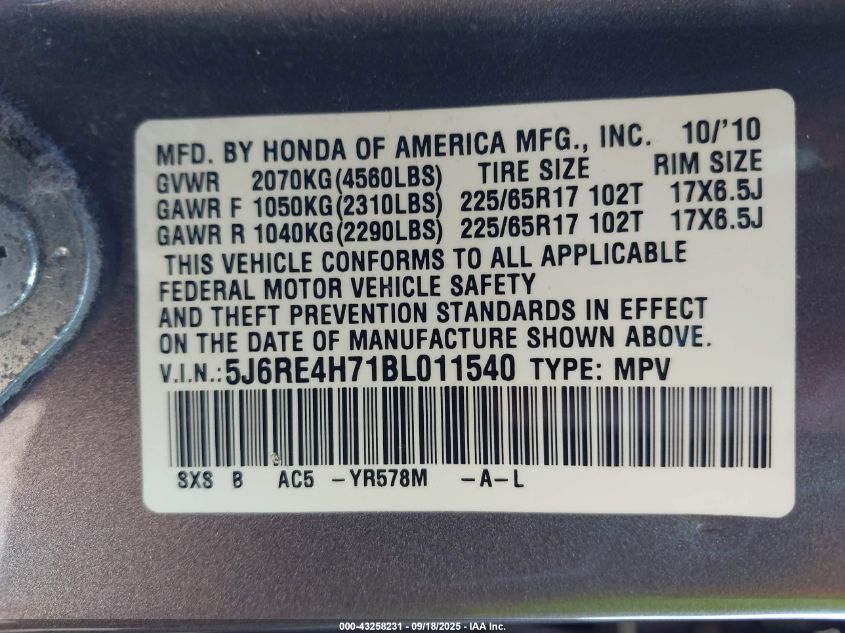 MFD. BY HONDA OF AMERICA MFG., INC. 10/'10
GVWR 2070KG(4560LBS) TIRE SIZE RIM SIZE
GAWR F 1050KG(2310LBS) 225/65R17 102T 17X6.5J
GAWR R 1040KG(2290LBS) 225/65R17 102T 17X6.5J
THIS VEHICLE CONFORMS TO ALL APPLICABLE
FEDERAL MOTOR VEHICLE SAFETY
AND THEFT PREVENTION STANDARDS IN EFFECT
ON THE DATE OF MANUFACTURE SHOWN ABOVE.
V.I.N.: 5J6RE4H71BL011540 TYPE: MPV
SXS B AC5 -YR578M -A-L
000-43258231 - 09/18/2025 - IAA Inc.